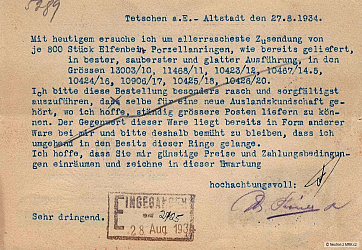 5289
Tetschen a.E.- Altstadt den 27.8.1934.
Mit heutigem ersuche ich um allerrascheste Zusendung von
je 800 Stück Elfenbein Porzellanringen, wie bereits geliefert,
in bester, sauberster und glatter Ausführung, in den
Grössen 13003/10, 11468/11, 10423/12, 10457/14.5,
10424/16, 10906/17, 10425/18, 10426/20.
Ich bitte diese Bestellung besonders rasch und sorgfältigst
auszuführen, da selbe für eine neue Auslandskundschaft ge-
hört, wo ich hoffe, ständig grössere Posten liefern zu kön-
nen. Der Gegenwert dieser Ware liegt bereits in Form anderer
Ware bei mir und bitte deshalb bemüht zu bleiben, dass ich
umgehend in den Besitz dieser Ringe gelange.
Ich hoffe, dass Sie mir günstige Preise und Zahlungsbedingun-
gen einräumen und zeichne in dieser Erwartung
hochachtungsvoll:
EINGEGANGEN
2925
28 Aug 193
Sehr dringend.